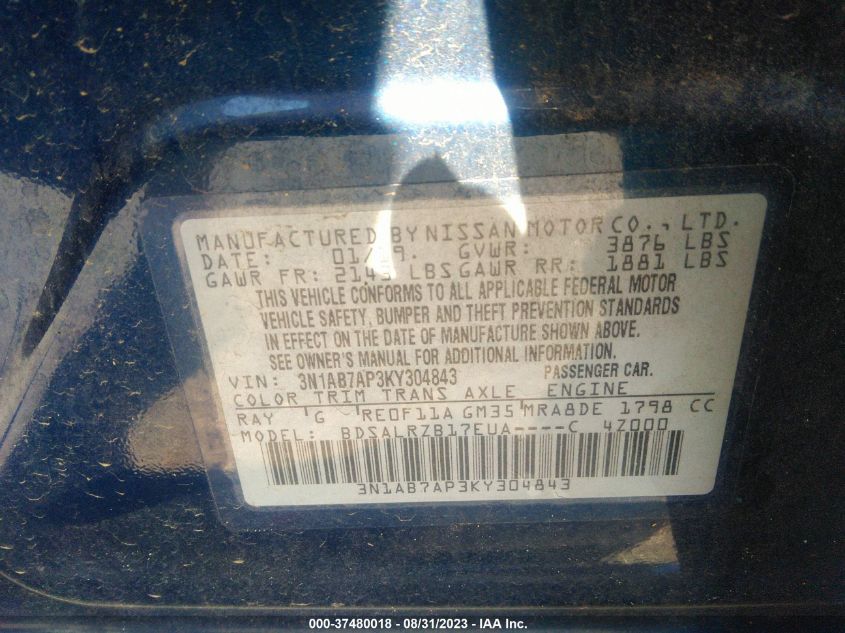 MANUFACTURED BY NISSAN MOTOR CO., LTD.
DATE: 01/19. GVWR: 3876 LBS
GAWR FR: 2143 LBS GAWR RR: 1881 LBS
THIS VEHICLE CONFORMS TO ALL APPLICABLE FEDERAL MOTOR
VEHICLE SAFETY, BUMPER AND THEFT PREVENTION STANDARDS
IN EFFECT ON THE DATE OF MANUFACTURE SHOWN ABOVE.
SEE OWNER'S MANUAL FOR ADDITIONAL INFORMATION.
VIN: 3N1AB7AP3KY304843 PASSENGER CAR.
COLOR TRIM TRANS AXLE ENGINE
RAY G RE0F11A GM35 MRA8DE 1798 CC
MODEL: BDSALRZB17EUA----C 4Z000
3N1AB7AP3KY304843
000-37480018 - 08/31/2023 - IAA Inc.